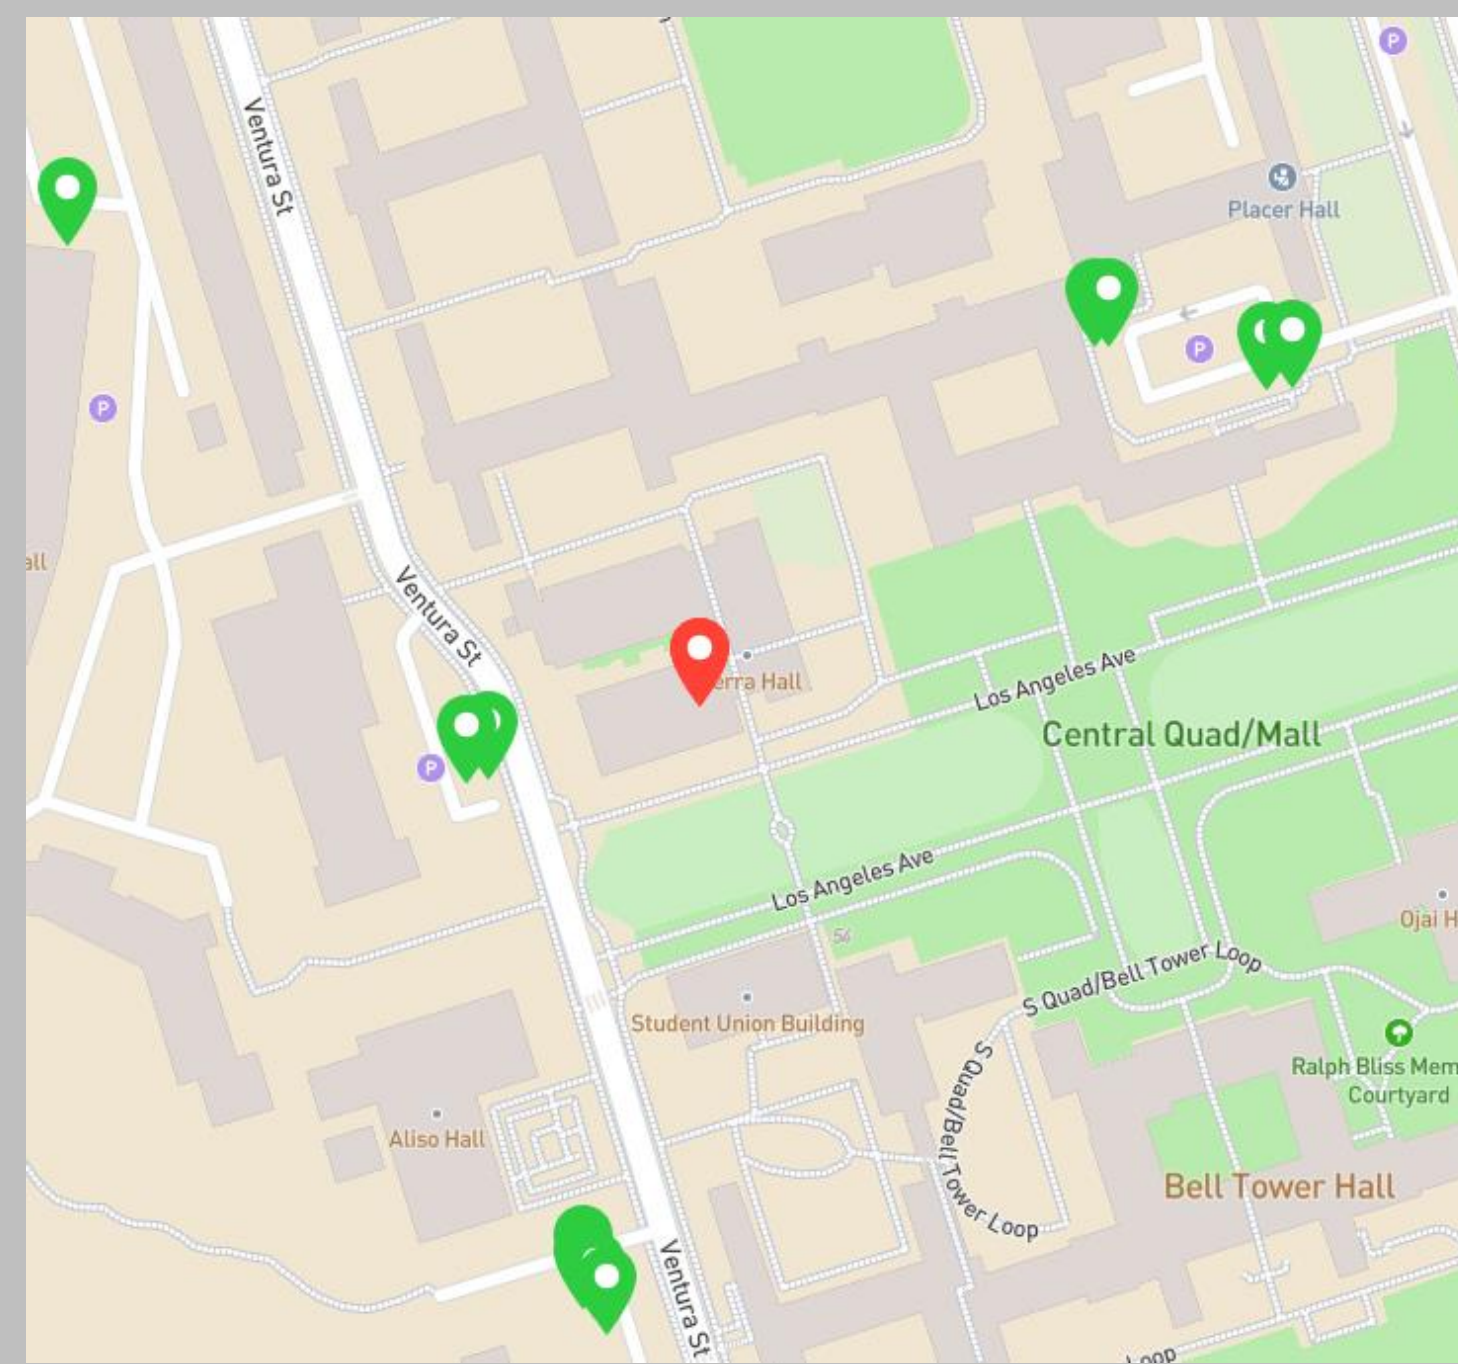 P
Ventura St
Placer Hall
P
P
all
Ventura St
erra Hall
Los Angeles Ave
Central Quad/Mall
P
Los Angeles Ave
Ojai H
S Quad/Bell Tower Loop
Student Union Building
S Quad/Bell Tower Loop
Ralph Bliss Mem
Courtyard
Aliso Hall
Bell Tower Hall
Ventura St
Loop